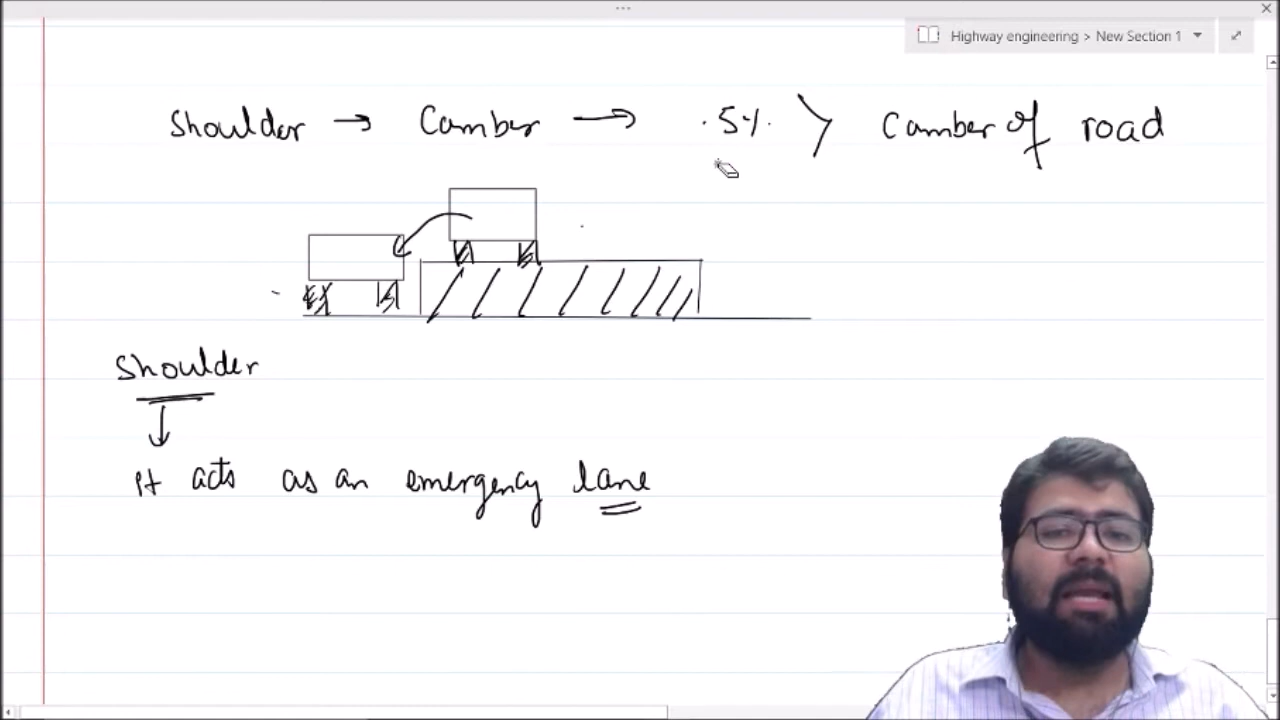 Highway engineering > New Section 1
Shoulder → Camber → .5%. > Camber of road
Shoulder
↓
It acts as an emergency lane